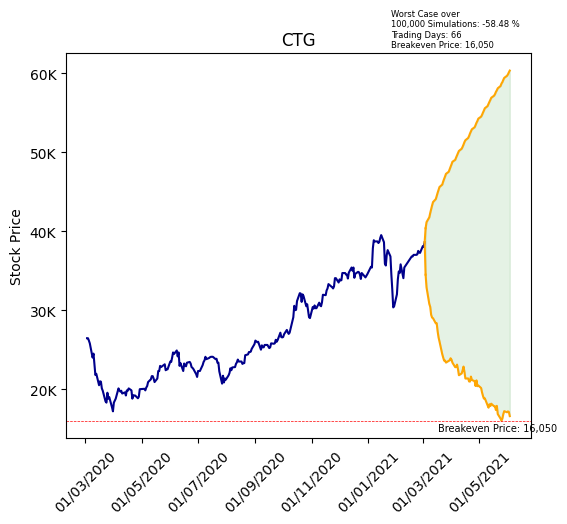 Worst Case over
100,000 Simulations: -58.48 %
Trading Days: 66
Breakeven Price: 16,050
CTG
Stock Price
60K
50K
40K
30K
20K
Breakeven Price: 16,050
01/03/2020
01/05/2020
01/07/2020
01/09/2020
01/11/2020
01/01/2021
01/03/2021
01/05/2021